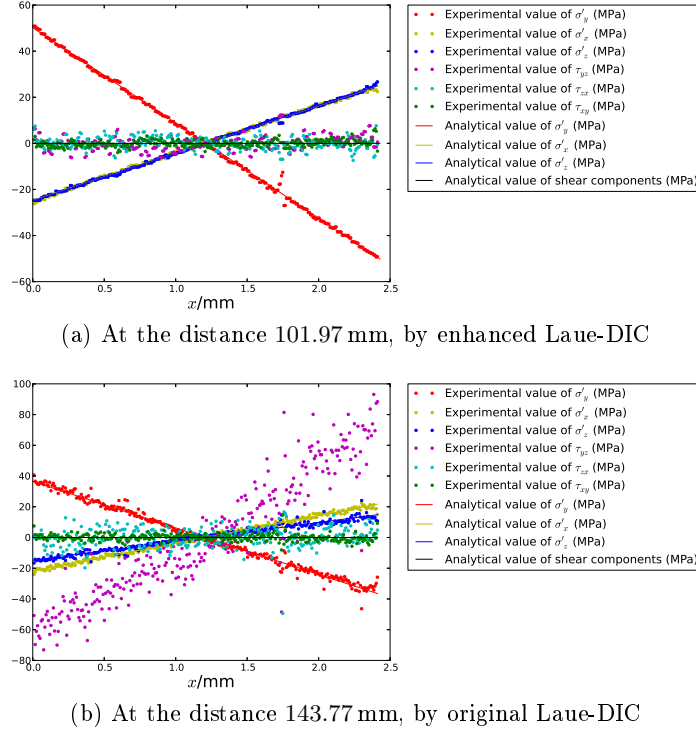 60
40
20
0
−20
−40
−60
0.0 0.5 1.0 1.5 2.0 2.5
x/mm
Experimental value of σ′y (MPa)
Experimental value of σ′x (MPa)
Experimental value of σ′z (MPa)
Experimental value of τyz (MPa)
Experimental value of τzx (MPa)
Experimental value of τxy (MPa)
Analytical value of σ′y (MPa)
Analytical value of σ′x (MPa)
Analytical value of σ′z (MPa)
Analytical value of shear components (MPa)
(a) At the distance 101.97 mm, by enhanced Laue-DIC
100
80
60
40
20
0
−20
−40
−60
−80
0.0 0.5 1.0 1.5 2.0 2.5
x/mm
Experimental value of σ′y (MPa)
Experimental value of σ′x (MPa)
Experimental value of σ′z (MPa)
Experimental value of τyz (MPa)
Experimental value of τzx (MPa)
Experimental value of τxy (MPa)
Analytical value of σ′y (MPa)
Analytical value of σ′x (MPa)
Analytical value of σ′z (MPa)
Analytical value of shear components (MPa)
(b) At the distance 143.77 mm, by original Laue-DIC